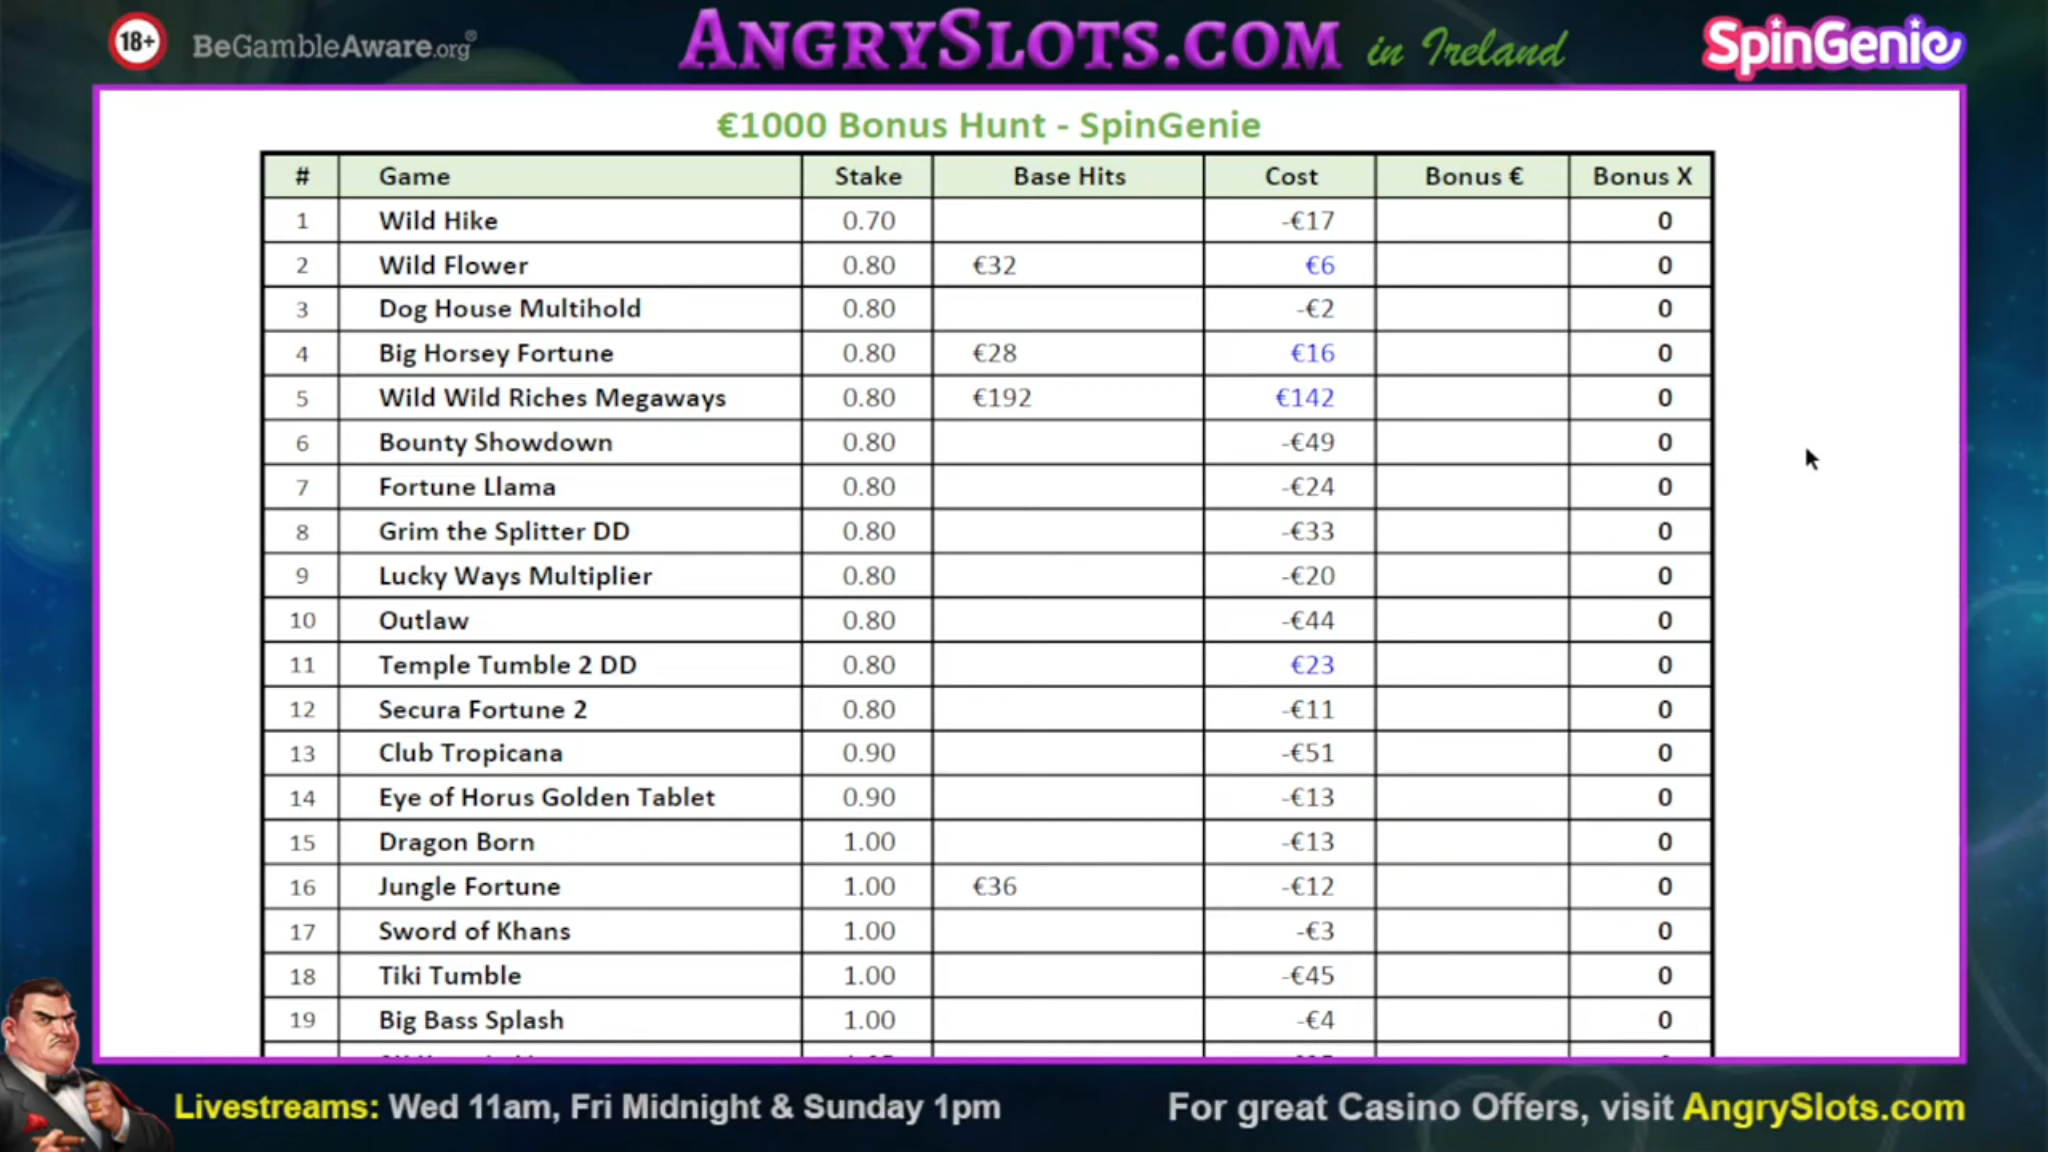 18+ BeGambleAware.org® ANGRYSLOTS.COM in Ireland SpinGenie
€1000 Bonus Hunt - SpinGenie
# Game Stake Base Hits Cost Bonus € Bonus X
1 Wild Hike 0.70 -€17 0
2 Wild Flower 0.80 €32 €6 0
3 Dog House Multihold 0.80 -€2 0
4 Big Horsey Fortune 0.80 €28 €16 0
5 Wild Wild Riches Megaways 0.80 €192 €142 0
6 Bounty Showdown 0.80 -€49 0
7 Fortune Llama 0.80 -€24 0
8 Grim the Splitter DD 0.80 -€33 0
9 Lucky Ways Multiplier 0.80 -€20 0
10 Outlaw 0.80 -€44 0
11 Temple Tumble 2 DD 0.80 €23 0
12 Secura Fortune 2 0.80 -€11 0
13 Club Tropicana 0.90 -€51 0
14 Eye of Horus Golden Tablet 0.90 -€13 0
15 Dragon Born 1.00 -€13 0
16 Jungle Fortune 1.00 €36 -€12 0
17 Sword of Khans 1.00 -€3 0
18 Tiki Tumble 1.00 -€45 0
19 Big Bass Splash 1.00 -€4 0
Livestreams: Wed 11am, Fri Midnight & Sunday 1pm For great Casino Offers, visit AngrySlots.com